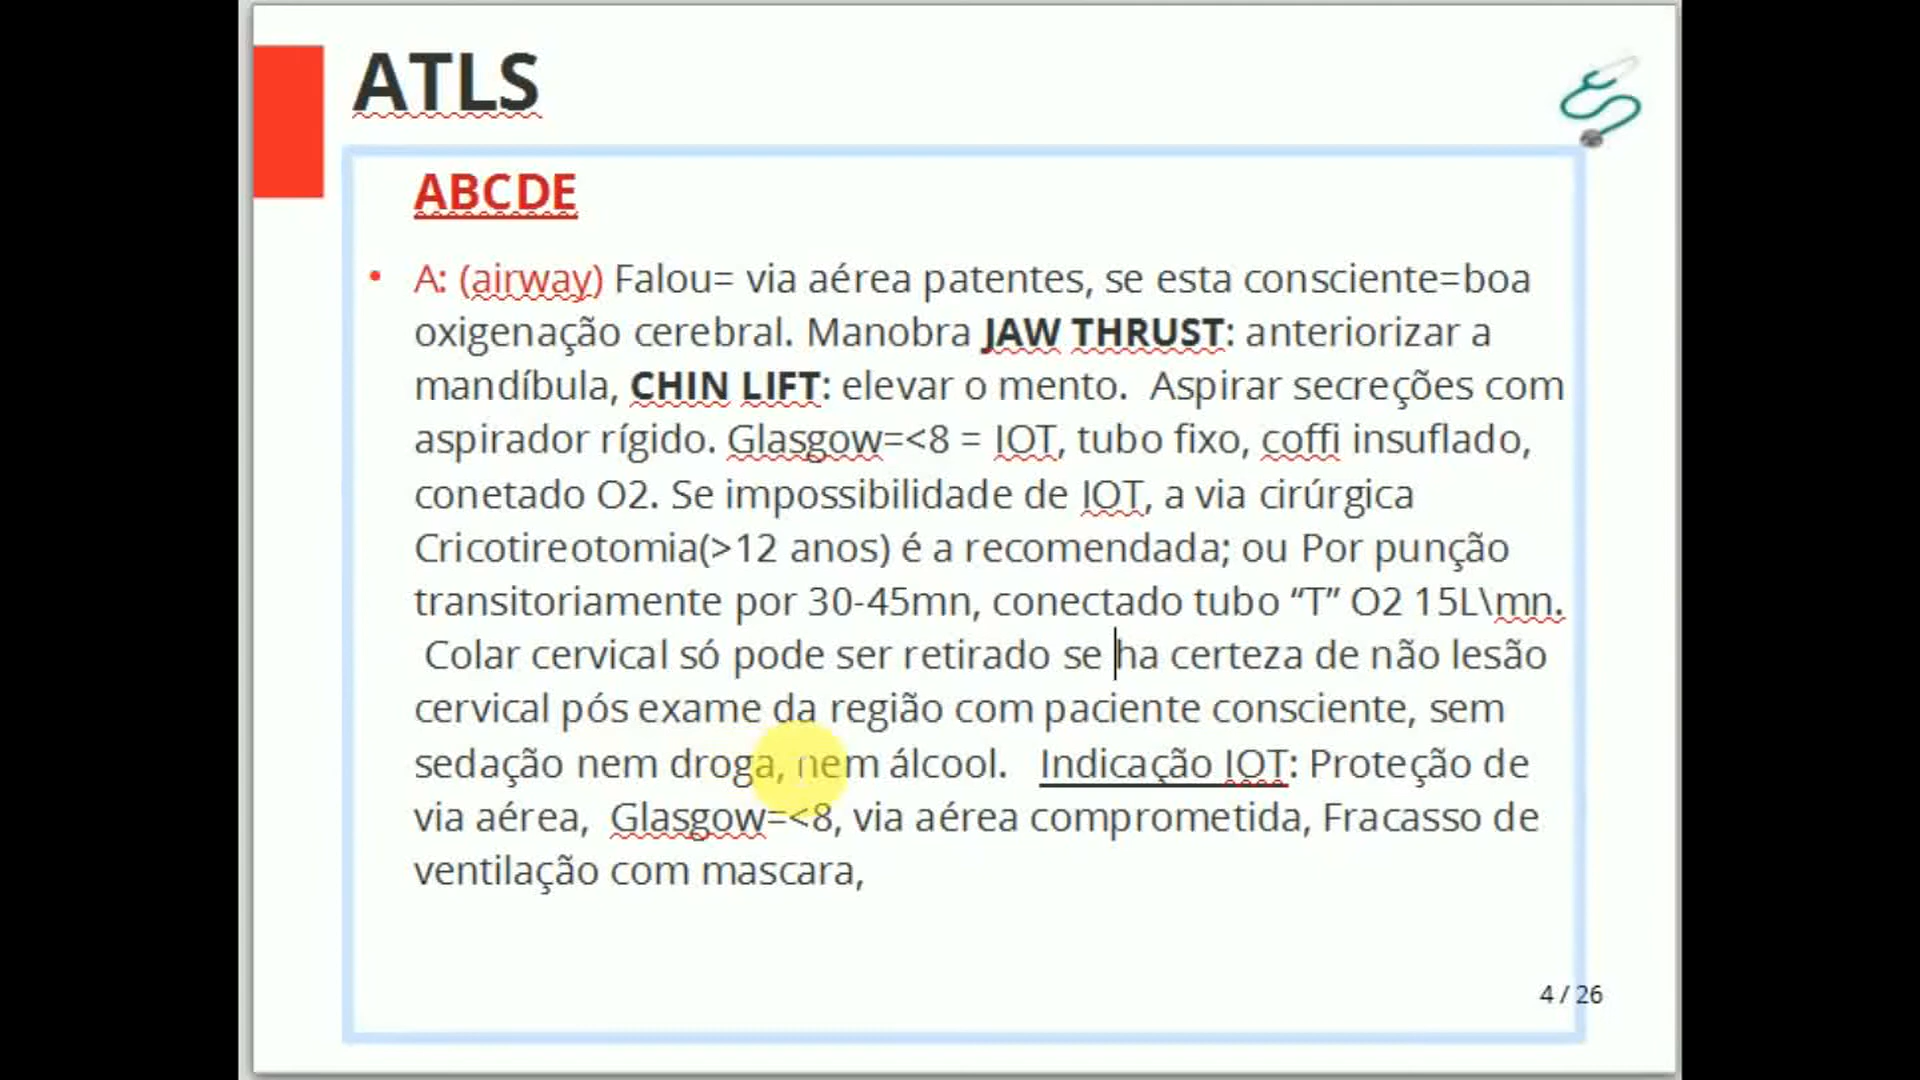 ATLS
ABCDE
• A: (airway) Falou= via aérea patentes, se esta consciente=boa
oxigenação cerebral. Manobra JAW THRUST: anteriorizar a
mandíbula, CHIN LIFT: elevar o mento.  Aspirar secreções com
aspirador rígido. Glasgow=<8 = IOT, tubo fixo, coffi insuflado,
conetado O2. Se impossibilidade de IOT, a via cirúrgica
Cricotireotomia(>12 anos) é a recomendada; ou Por punção
transitoriamente por 30-45mn, conectado tubo “T” O2 15L\mn.
Colar cervical só pode ser retirado se ha certeza de não lesão
cervical pós exame da região com paciente consciente, sem
sedação nem droga, nem álcool.   Indicação IOT: Proteção de
via aérea,  Glasgow=<8, via aérea comprometida, Fracasso de
ventilação com mascara,
4 / 26